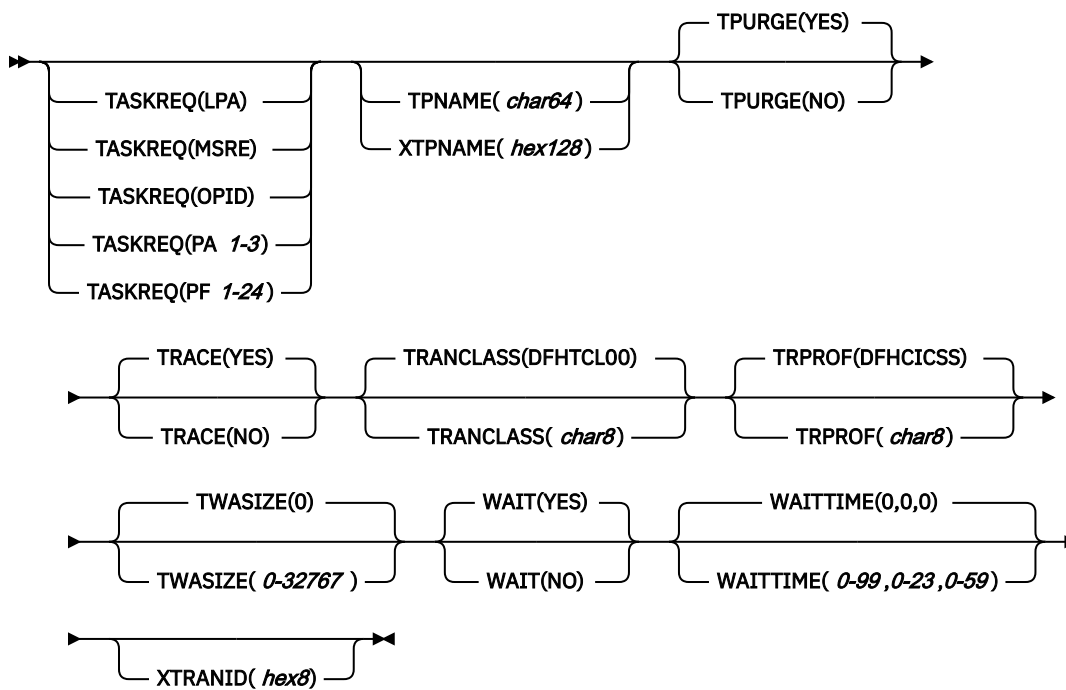 TPURGE(YES)
TASKREQ(LPA) TPNAME( char64 ) TPURGE(NO)
TASKREQ(MSRE) XTPNAME( hex128 )
TASKREQ(OPID)
TASKREQ(PA 1-3 )
TASKREQ(PF 1-24 )
TRACE(YES) TRANCLASS(DFHTCL00) TRPROF(DFHCICSS)
TRACE(NO) TRANCLASS( char8 ) TRPROF( char8 )
TWASIZE(0) WAIT(YES) WAITTIME(0,0,0)
TWASIZE( 0-32767 ) WAIT(NO) WAITTIME( 0-99 ,0-23 ,0-59 )
XTRANID( hex8 )